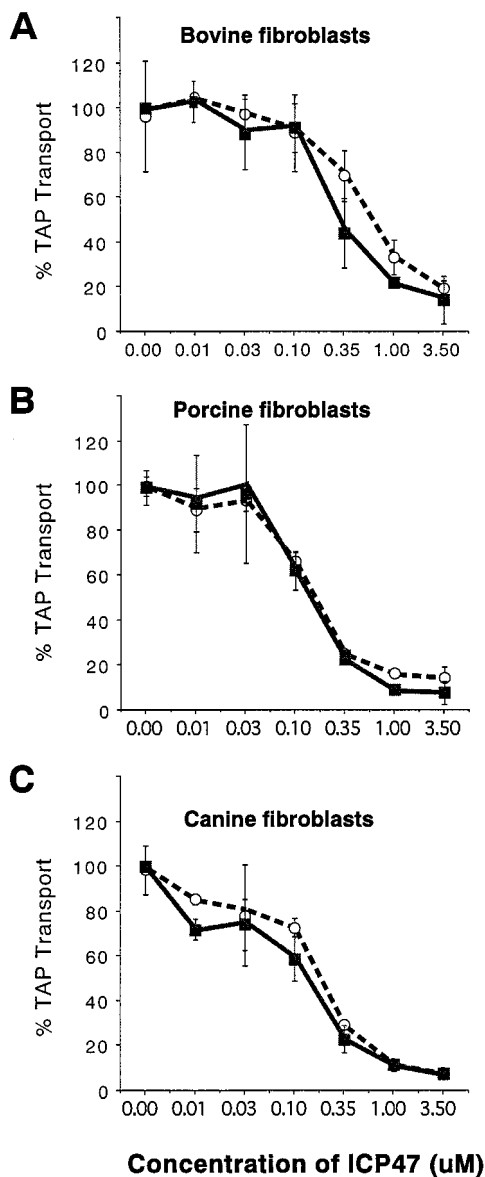 A
Bovine fibroblasts
% TAP Transport
120
100
80
60
40
20
0
0.00 0.01 0.03 0.10 0.35 1.00 3.50
B
Porcine fibroblasts
% TAP Transport
120
100
80
60
40
20
0
0.00 0.01 0.03 0.10 0.35 1.00 3.50
C
Canine fibroblasts
% TAP Transport
120
100
80
60
40
20
0
0.00 0.01 0.03 0.10 0.35 1.00 3.50
Concentration of ICP47 (uM)